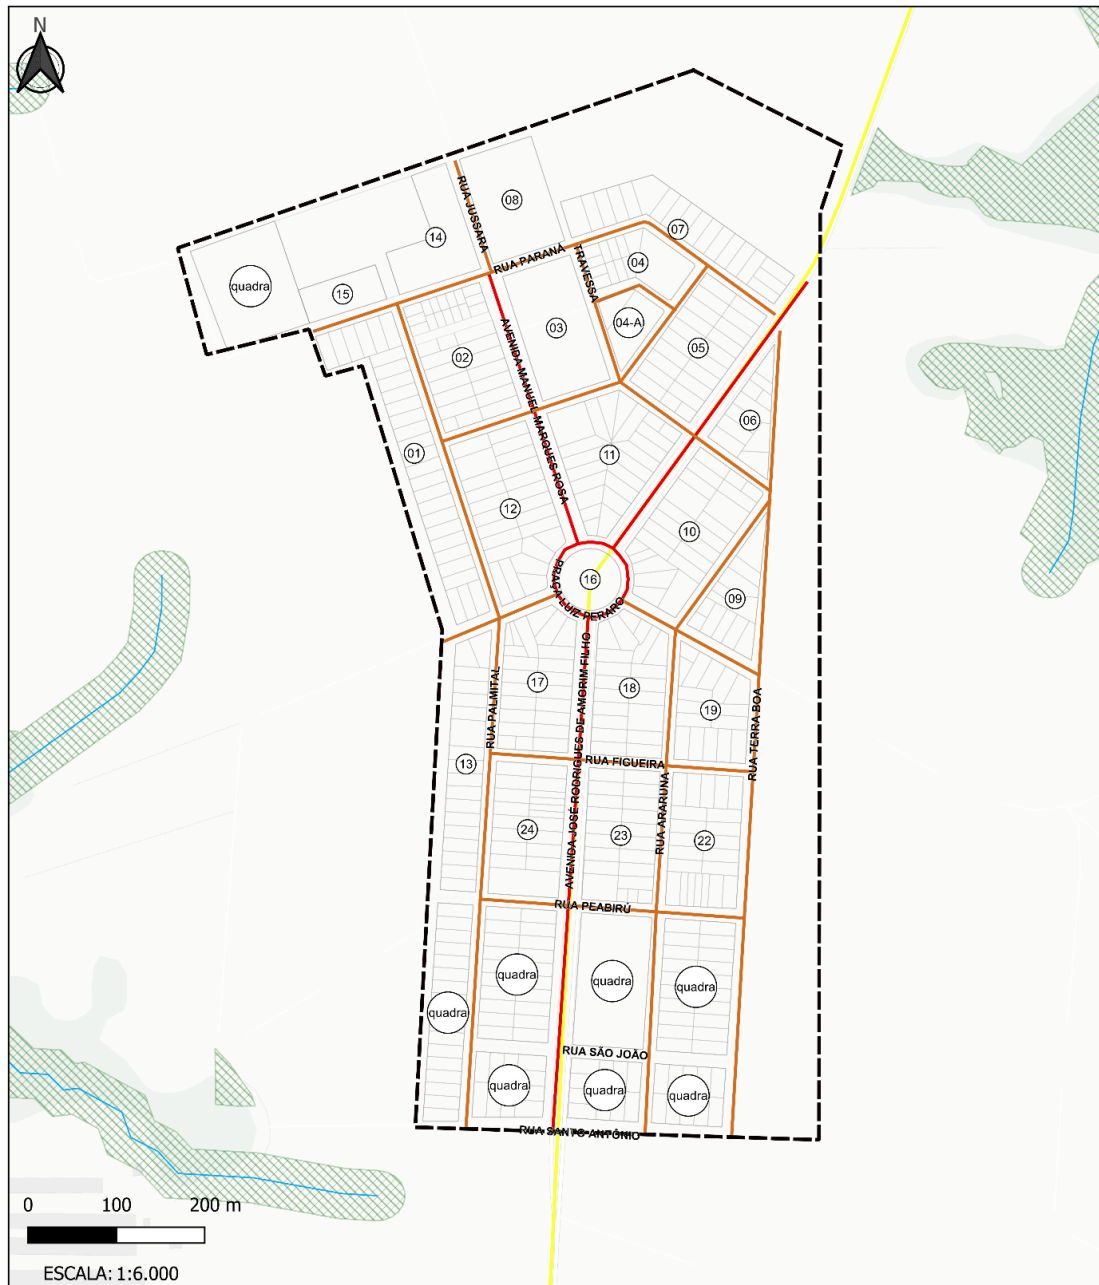 N
08
RUA JUSSARA
07
14
RUA PARANÁ
TRAVESSA
04
quadra
15
04-A
03
AVENIDA MANUEL MARQUES ROSA
05
02
06
01
11
12
10
16
PRAÇA LUIZ PERARO
09
17
18
AVENIDA JOSÉ RODRIGUES DE AMORIM FILHO
RUA PALMITAL
19
RUA TERRA BOA
13
RUA FIGUEIRA
RUA ARARUNA
24
23
22
RUA PEABIRÚ
quadra
quadra
quadra
quadra
RUA SÃO JOÃO
quadra
quadra
quadra
RUA SANTO ANTÔNIO
0 100 200 m
ESCALA: 1:6.000